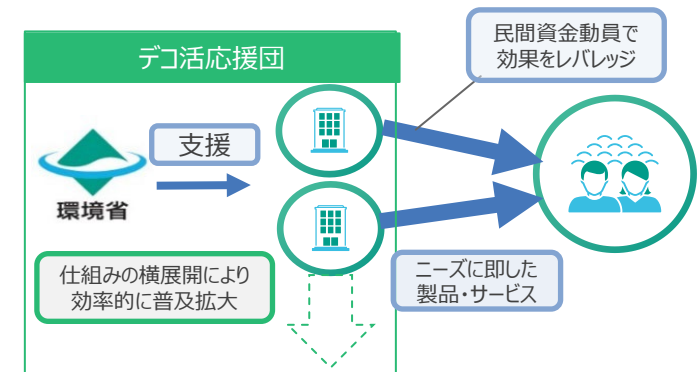 民間資金動員で
効果をレバレッジ
デコ活応援団
支援
環境省
仕組みの横展開により
効率的に普及拡大
ニーズに即した
製品・サービス